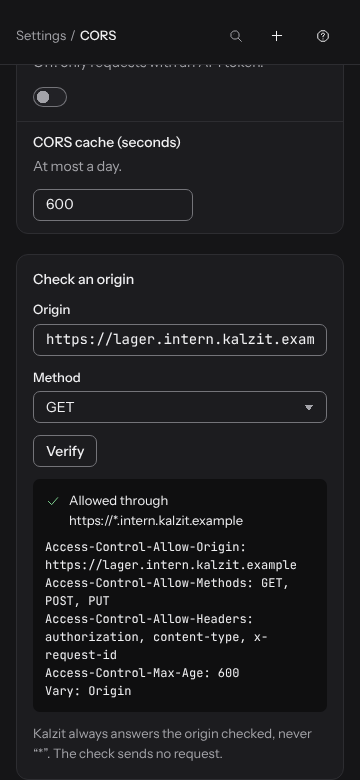 Settings / CORS
CORS cache (seconds)
At most a day.
600
Check an origin
Origin
https://lager.intern.kalzit.exam
Method
GET
Verify
Allowed through
https://*.intern.kalzit.example
Access-Control-Allow-Origin:
https://lager.intern.kalzit.example
Access-Control-Allow-Methods: GET,
POST, PUT
Access-Control-Allow-Headers:
authorization, content-type, x-
request-id
Access-Control-Max-Age: 600
Vary: Origin
Kalzit always answers the origin checked, never
“*”. The check sends no request.